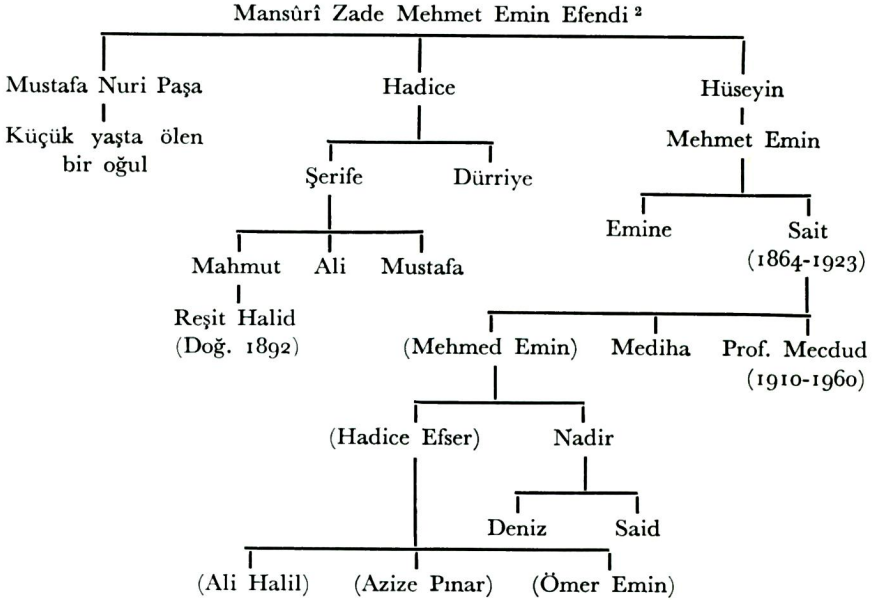 Mansûrî Zade Mehmet Emin Efendi ²
Mustafa Nuri Paşa Hadice Hüseyin
Küçük yaşta ölen Mehmet Emin
bir oğul
Şerife Dürriye
Emine Sait
(1864-1923)
Mahmut Ali Mustafa
Reşit Halid
(Doğ. 1892)
(Mehmed Emin) Mediha Prof. Mecdud
(1910-1960)
(Hadice Efser) Nadir
Deniz Said
(Ali Halil) (Azize Pınar) (Ömer Emin)